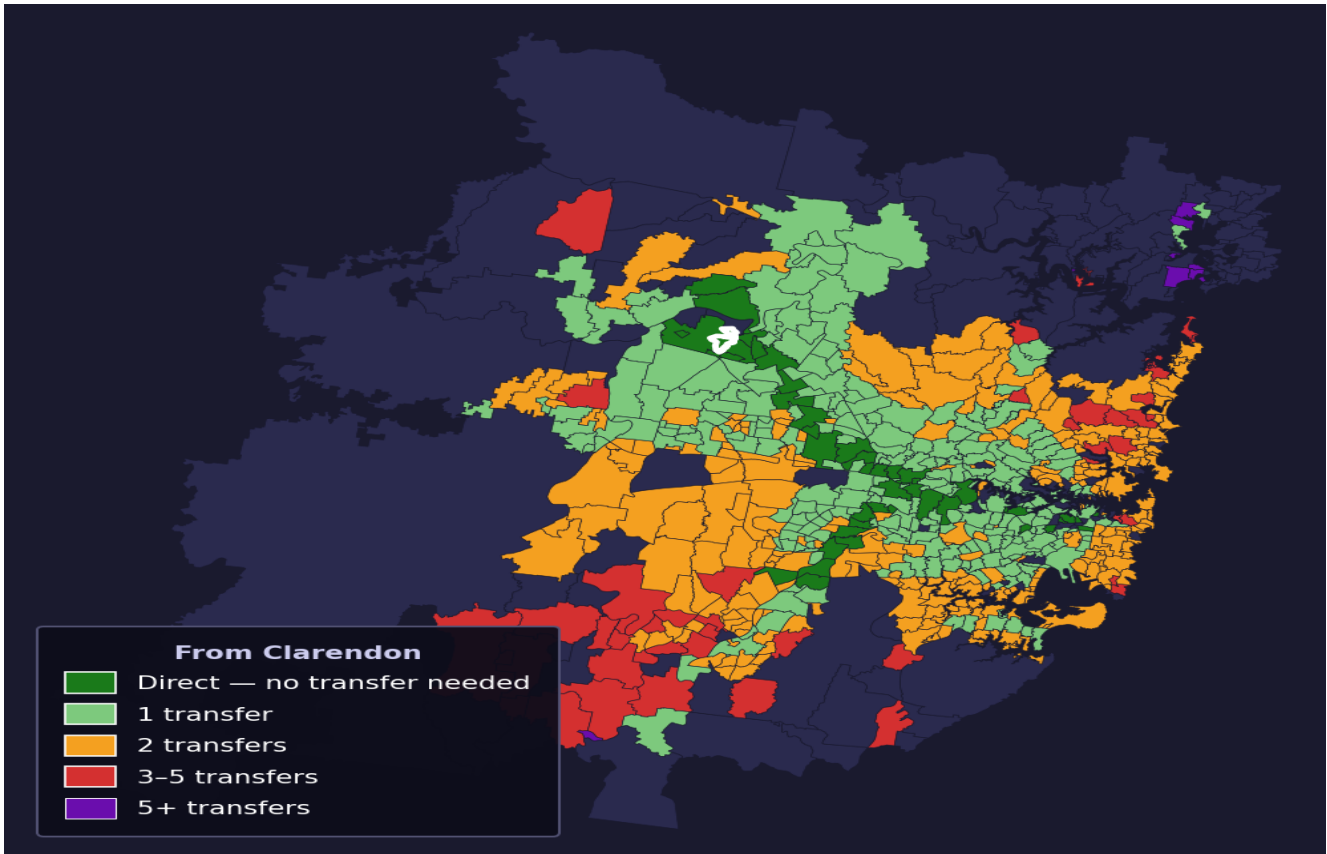 From Clarendon
Direct — no transfer needed
1 transfer
2 transfers
3–5 transfers
5+ transfers